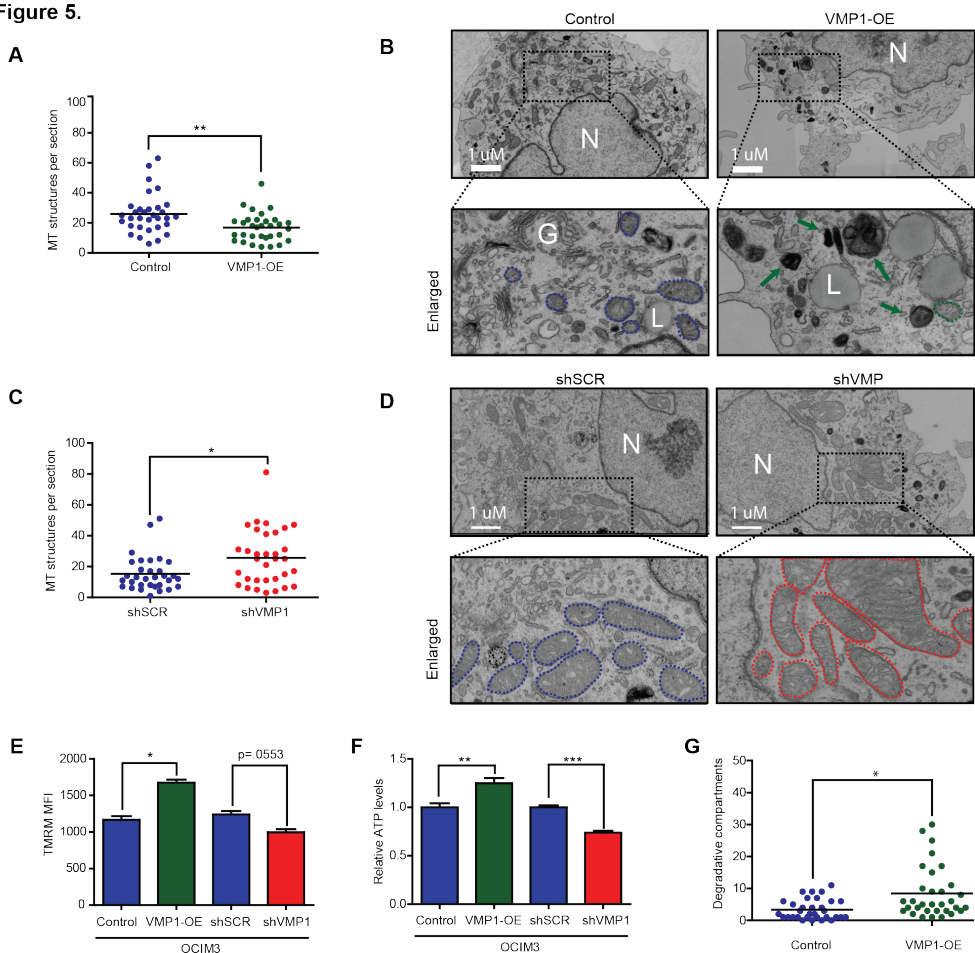 Figure 5.
A
MT structures per section
100
80
60
40
20
0
**
Control
VMP1-OE
B
Control
VMP1-OE
N
1 uM
N
1 uM
Enlarged
G
L
L
C
MT structures per section
100
80
60
40
20
0
*
shSCR
shVMP1
D
shSCR
shVMP
N
1 uM
N
1 uM
Enlarged
E
TMRM MFI
2000
1500
1000
500
0
*
p=.0553
Control
VMP1-OE
shSCR
shVMP1
OCIM3
F
Relative ATP levels
1.5
1.0
0.5
0.0
**
***
Control
VMP1-OE
shSCR
shVMP1
OCIM3
G
Degradative compartments
50
40
30
20
10
0
*
Control
VMP1-OE